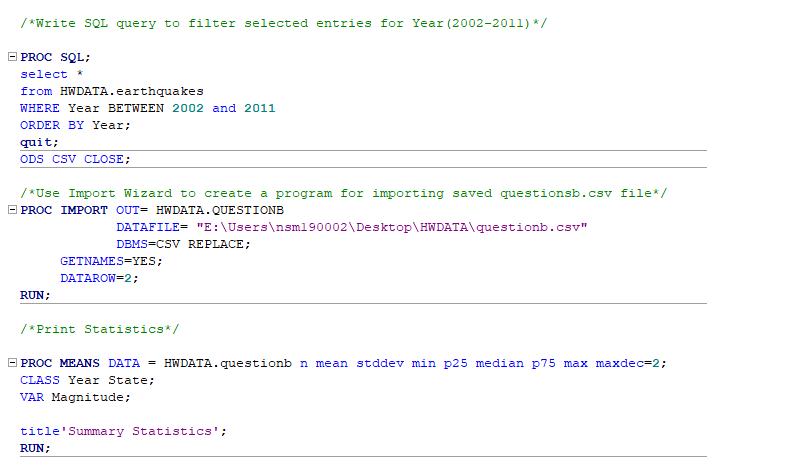 /*Write SQL query to filter selected entries for Year(2002-2011)*/
PROC SQL;
select *
from HWDATA.earthquakes
WHERE Year BETWEEN 2002 and 2011
ORDER BY Year;
quit;
ODS CSV CLOSE;
/*Use Import Wizard to create a program for importing saved questionsb.csv file*/
PROC IMPORT OUT= HWDATA.QUESTIONB
DATAFILE= "E:\Users\nsm190002\Desktop\HWDATA\questionb.csv"
DBMS=CSV REPLACE;
GETNAMES=YES;
DATAROW=2;
RUN;
/*Print Statistics*/
PROC MEANS DATA = HWDATA.questionb n mean stddev min p25 median p75 max maxdec=2;
CLASS Year State;
VAR Magnitude;
title'Summary Statistics';
RUN;